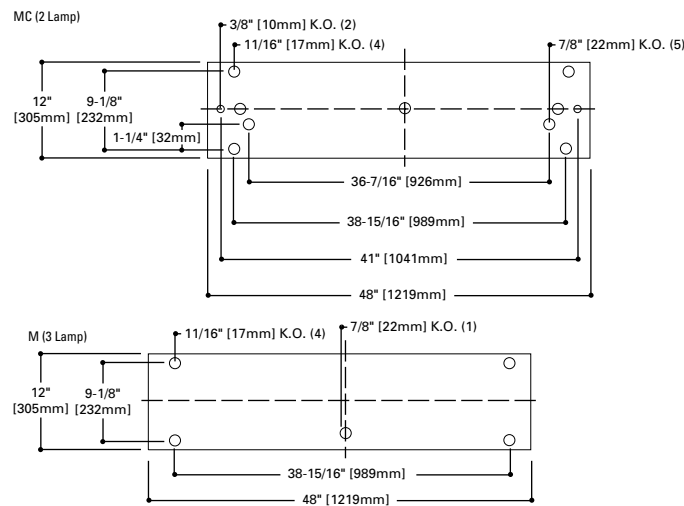 MC (2 Lamp)
3/8" [10mm] K.O. (2)
11/16" [17mm] K.O. (4)
7/8" [22mm] K.O. (5)
12"
[305mm]
9-1/8"
[232mm]
1-1/4" [32mm]
36-7/16" [926mm]
38-15/16" [989mm]
41" [1041mm]
48" [1219mm]
M (3 Lamp)
11/16" [17mm] K.O. (4)
7/8" [22mm] K.O. (1)
12"
[305mm]
9-1/8"
[232mm]
38-15/16" [989mm]
48" [1219mm]